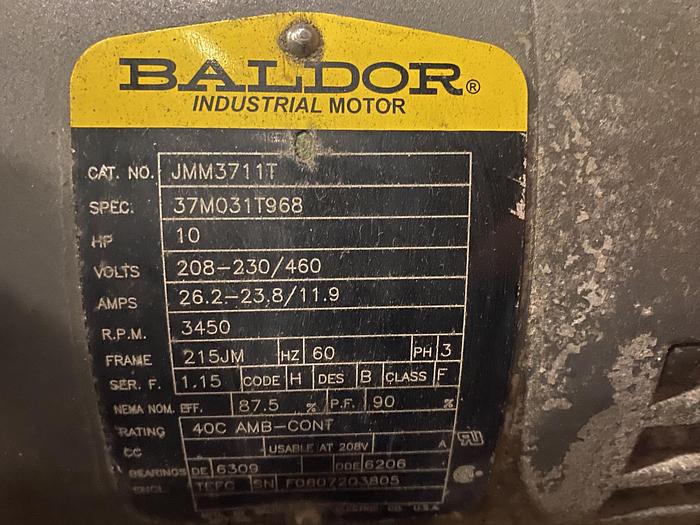 BALDOR®
INDUSTRIAL MOTOR
CAT. NO. JMM3711T
SPEC. 37M031T968
HP 10
VOLTS 208-230/460
AMPS 26.2-23.8/11.9
R.P.M. 3450
FRAME 215JM HZ 60 PH 3
SER. F. 1.15 CODE H DES B CLASS F
NEMA NOM. EFF. 87.5 % P.F. 90 %
RATING 40C AMB-CONT
CC USABLE AT 208V A
BEARINGS DE 6309 ODE 6206
ENCL. TEFC SN F0607203805
ELECTRIC CO. U.S.A.